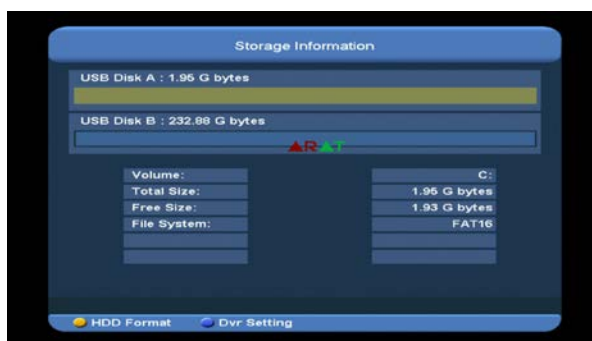 Storage Information
USB Disk A : 1.95 G bytes
USB Disk B : 232.88 G bytes
ARAT
Volume: C:
Total Size: 1.95 G bytes
Free Size: 1.93 G bytes
File System: FAT16
HDD Format Dvr Setting